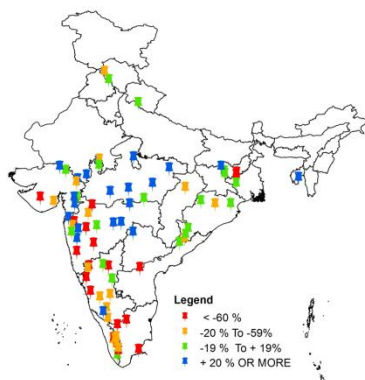 Legend
< -60 %
-20 % To -59%
-19 % To + 19%
+ 20 % OR MORE